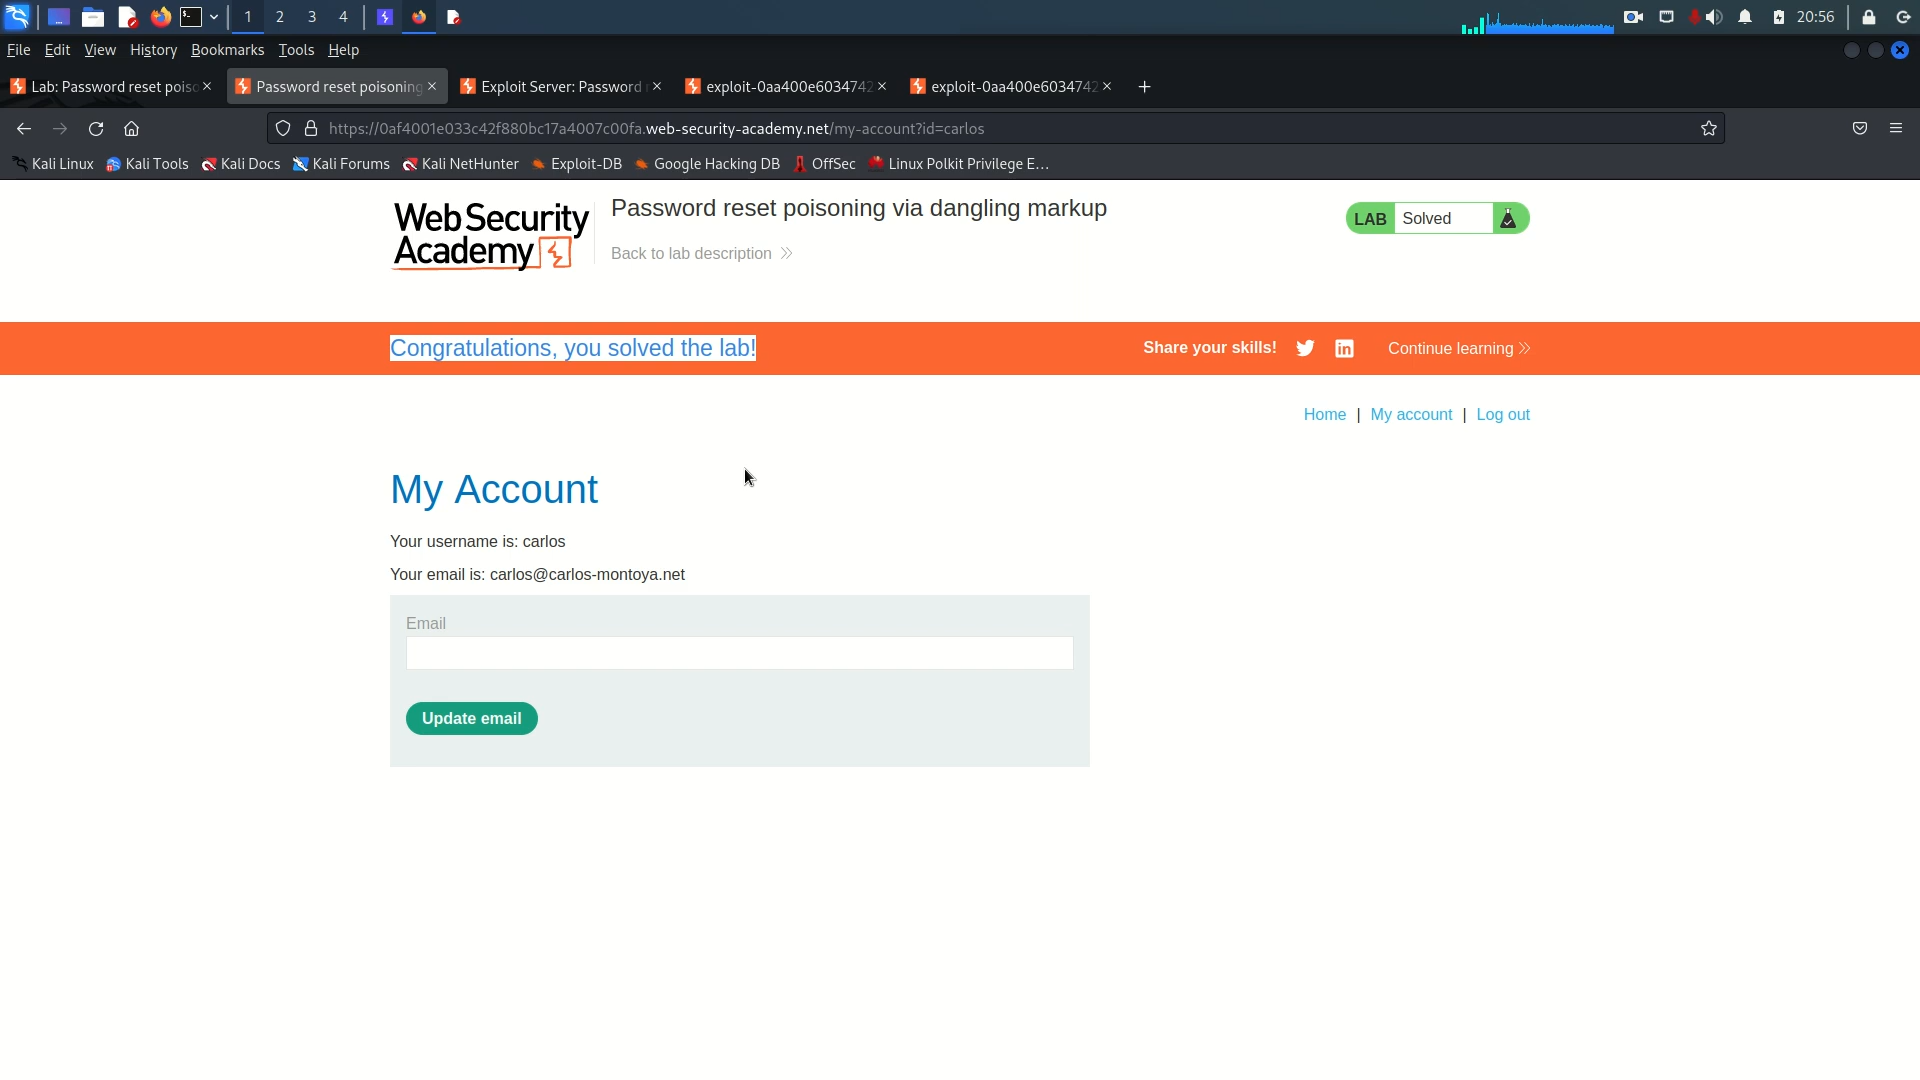 1 2 3 4 20:56
File Edit View History Bookmarks Tools Help
Lab: Password reset pois Password reset poisoning Exploit Server: Password exploit-0aa400e6034742 exploit-0aa400e6034742
https://0af4001e033c42f880bc17a4007c00fa.web-security-academy.net/my-account?id=carlos
Kali Linux Kali Tools Kali Docs Kali Forums Kali NetHunter Exploit-DB Google Hacking DB OffSec Linux Polkit Privilege E...
WebSecurity
Academy
Password reset poisoning via dangling markup
Back to lab description
LAB Solved
Congratulations, you solved the lab!
Share your skills! Continue learning
Home | My account | Log out
My Account
Your username is: carlos
Your email is: carlos@carlos-montoya.net
Email
Update email